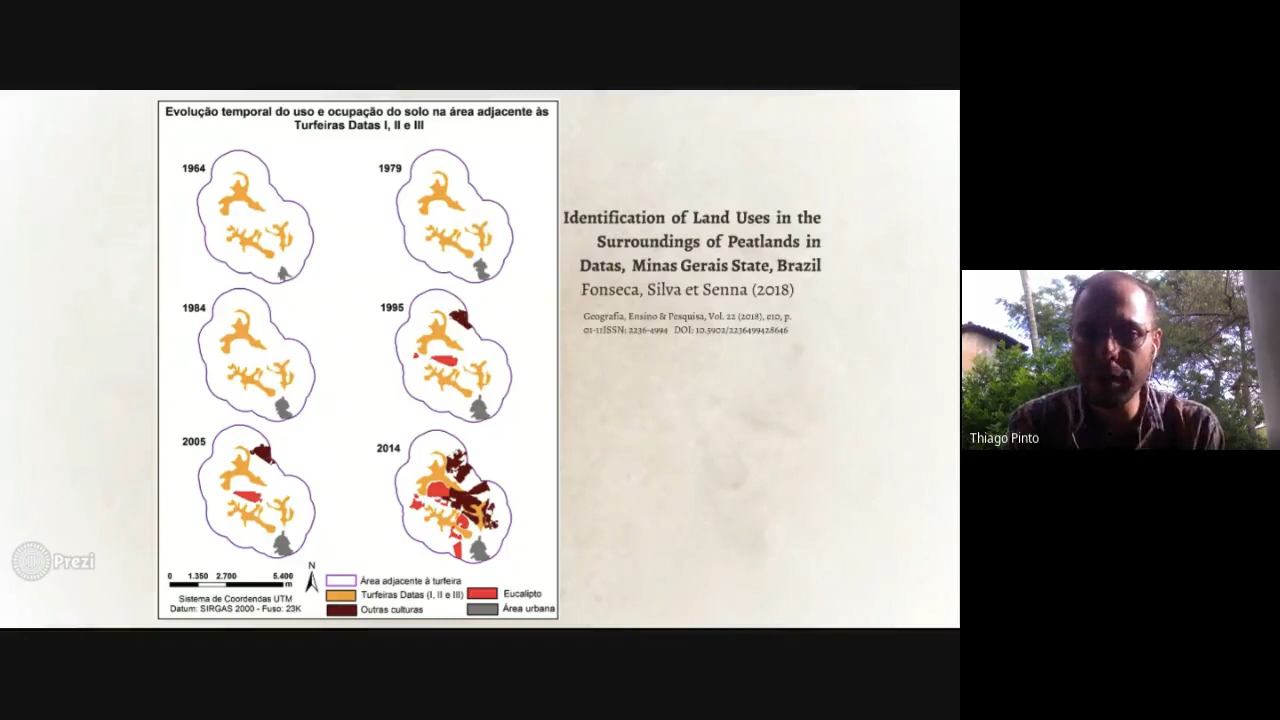 Evolução temporal do uso e ocupação do solo na área adjacente às
Turfeiras Datas I, II e III
1964
1979
1984
1995
2005
2014
0 1.350 2.700 5.400
m
N
Sistema de Coordendas UTM
Datum: SIRGAS 2000 - Fuso: 23K
Área adjacente à turfeira
Turfeiras Datas (I, II e III)
Outras culturas
Eucalipto
Área urbana
Identification of Land Uses in the
Surroundings of Peatlands in
Datas, Minas Gerais State, Brazil
Fonseca, Silva et Senna (2018)
Geografia, Ensino & Pesquisa, Vol. 22 (2018), e10, p.
01-11ISSN: 2236-4994 DOI: 10.5902/2236499428646
Prezi
Thiago Pinto